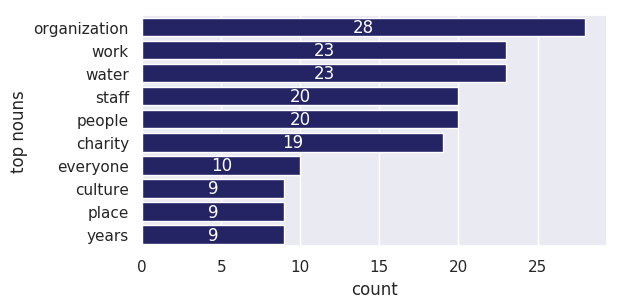 organization 28
work 23
water 23
staff 20
people 20
charity 19
everyone 10
culture 9
place 9
years 9
top nouns
0 5 10 15 20 25
count